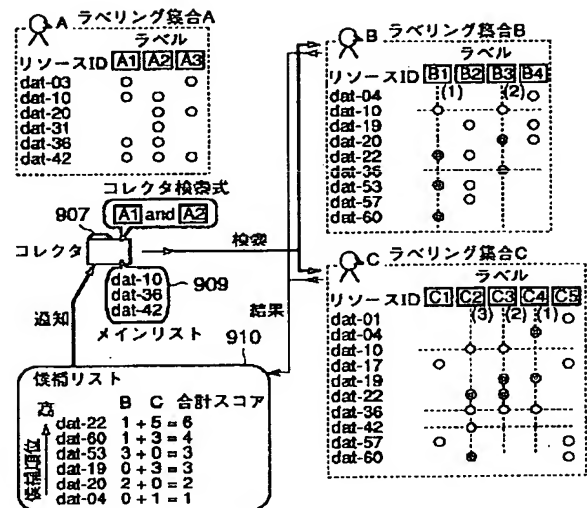 A ラベリング集合A
ラベル
リソースID A1 A2 A3
dat-03
dat-10
dat-20
dat-31
dat-36
dat-42
コレクタ検索式
A1 and A2
907
コレクタ
検索
dat-10
dat-36
dat-42
909
メインリスト
通知
結果
910
候補リスト
B C 合計スコア
高
候補順位
dat-22 1+5=6
dat-60 1+3=4
dat-53 3+0=3
dat-19 0+3=3
dat-20 2+0=2
dat-04 0+1=1
B ラベリング集合B
ラベル
リソースID B1 B2 B3 B4
(1) (2)
dat-04
dat-10
dat-19
dat-20
dat-22
dat-36
dat-53
dat-57
dat-60
C ラベリング集合C
ラベル
リソースID C1 C2 C3 C4 C5
(3) (2) (1)
dat-01
dat-04
dat-10
dat-17
dat-19
dat-22
dat-36
dat-42
dat-57
dat-60